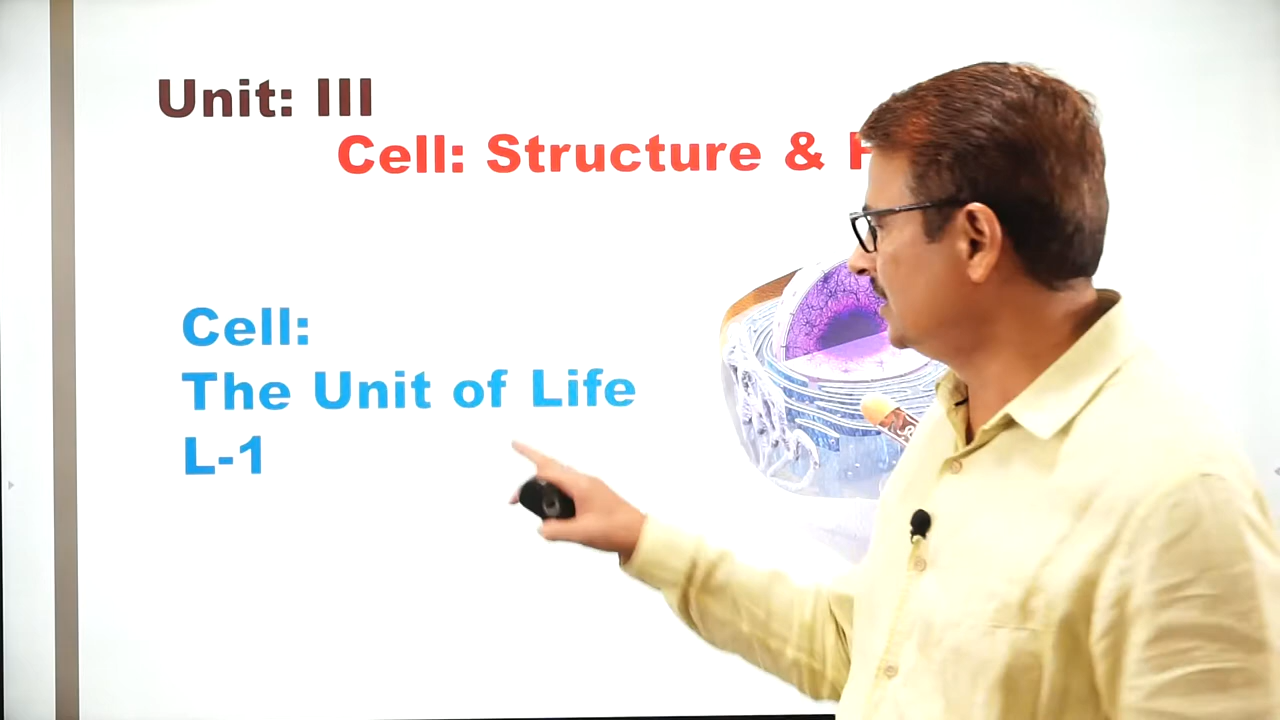 Unit: III
Cell: Structure &
Cell:
The Unit of Life
L-1